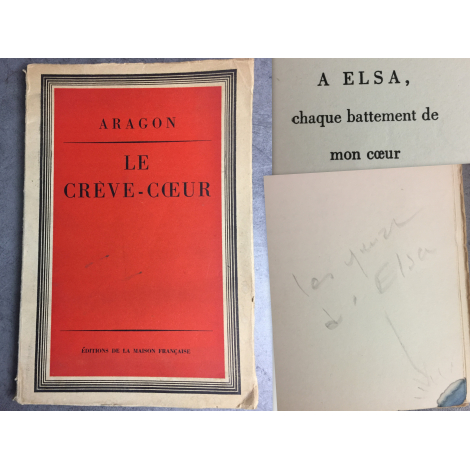 ARAGON
LE
CRÈVE-CŒUR
ÉDITIONS DE LA MAISON FRANÇAISE
A ELSA,
chaque battement de
mon cœur
les yeux
d'Elsa